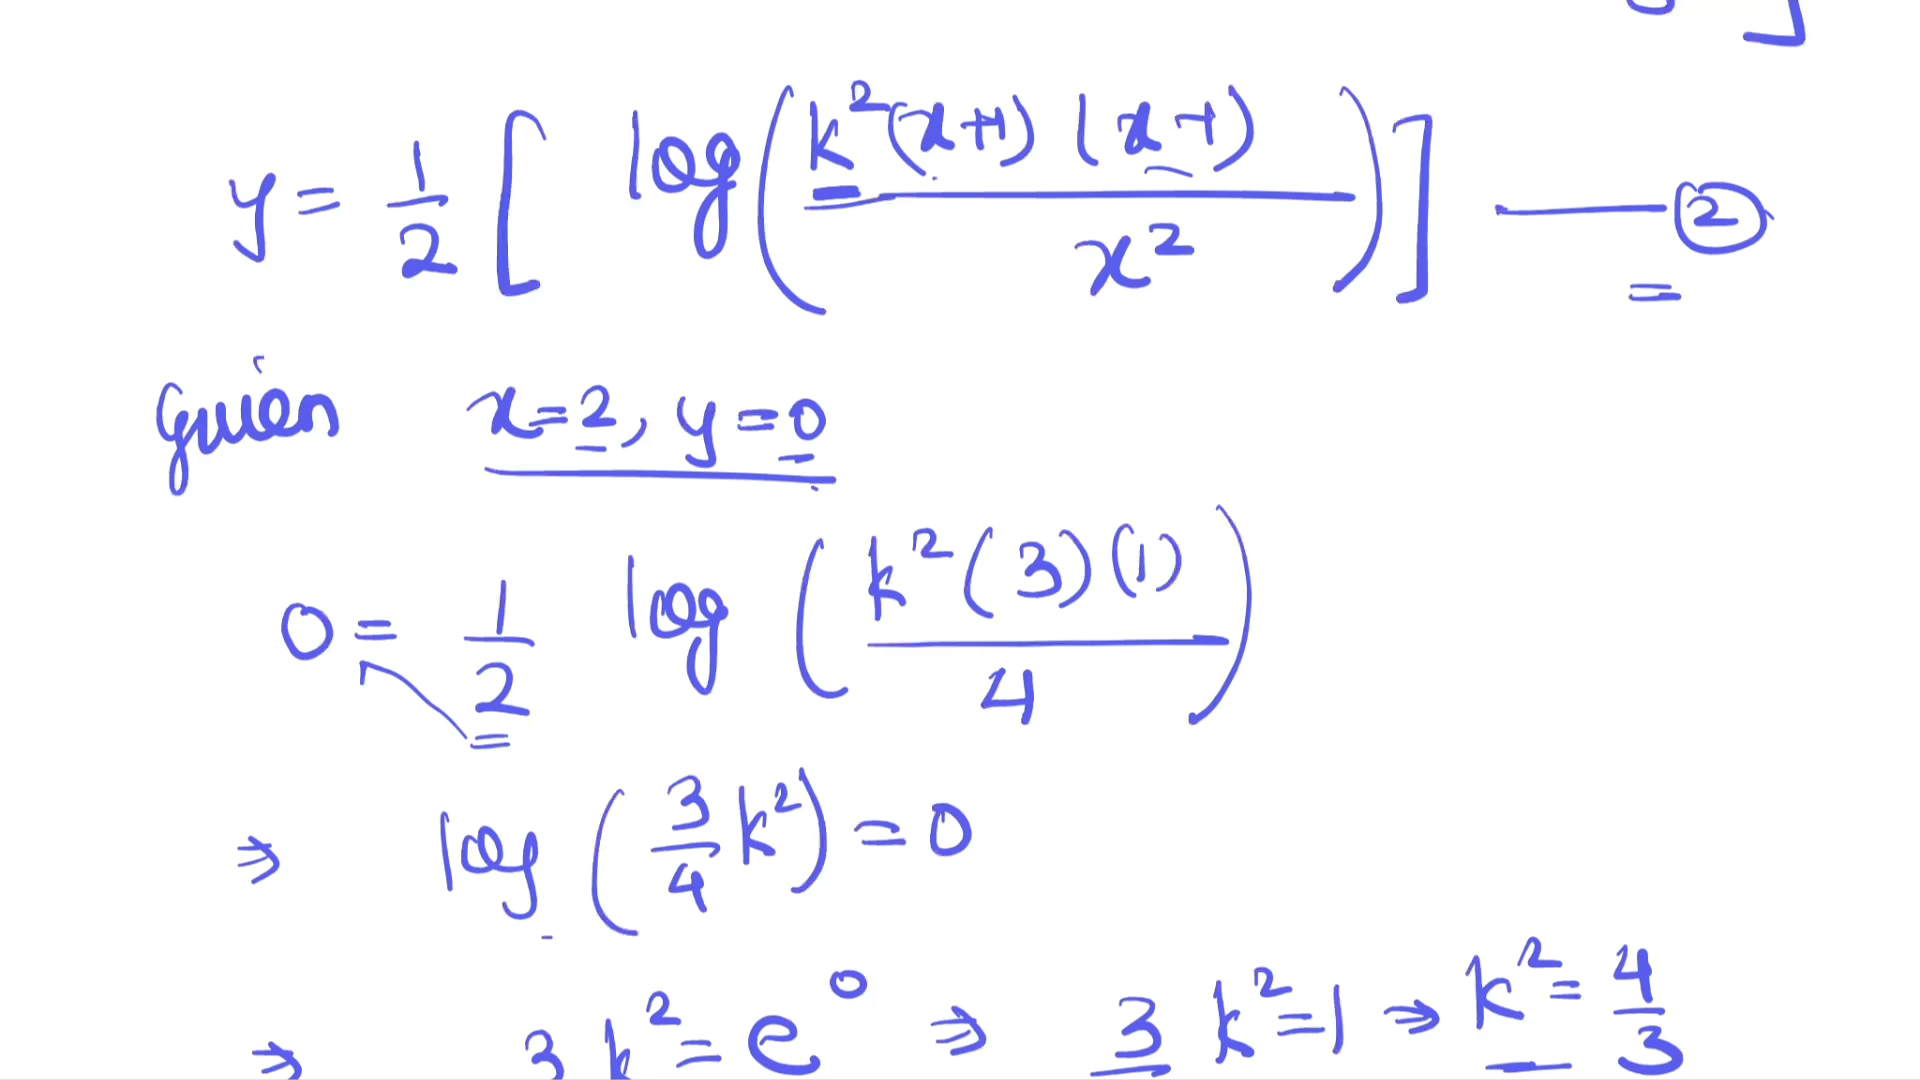 y = 1/2 [ log ( k²(x+1) (x-1) / x² ) ] —— ②
given x=2, y=0
0 = 1/2 log ( k²(3)(1) / 4 )
⇒ log ( 3/4 k² ) = 0
⇒ 3 k² = e⁰ ⇒ 3 k² = 1 ⇒ k² = 4/3